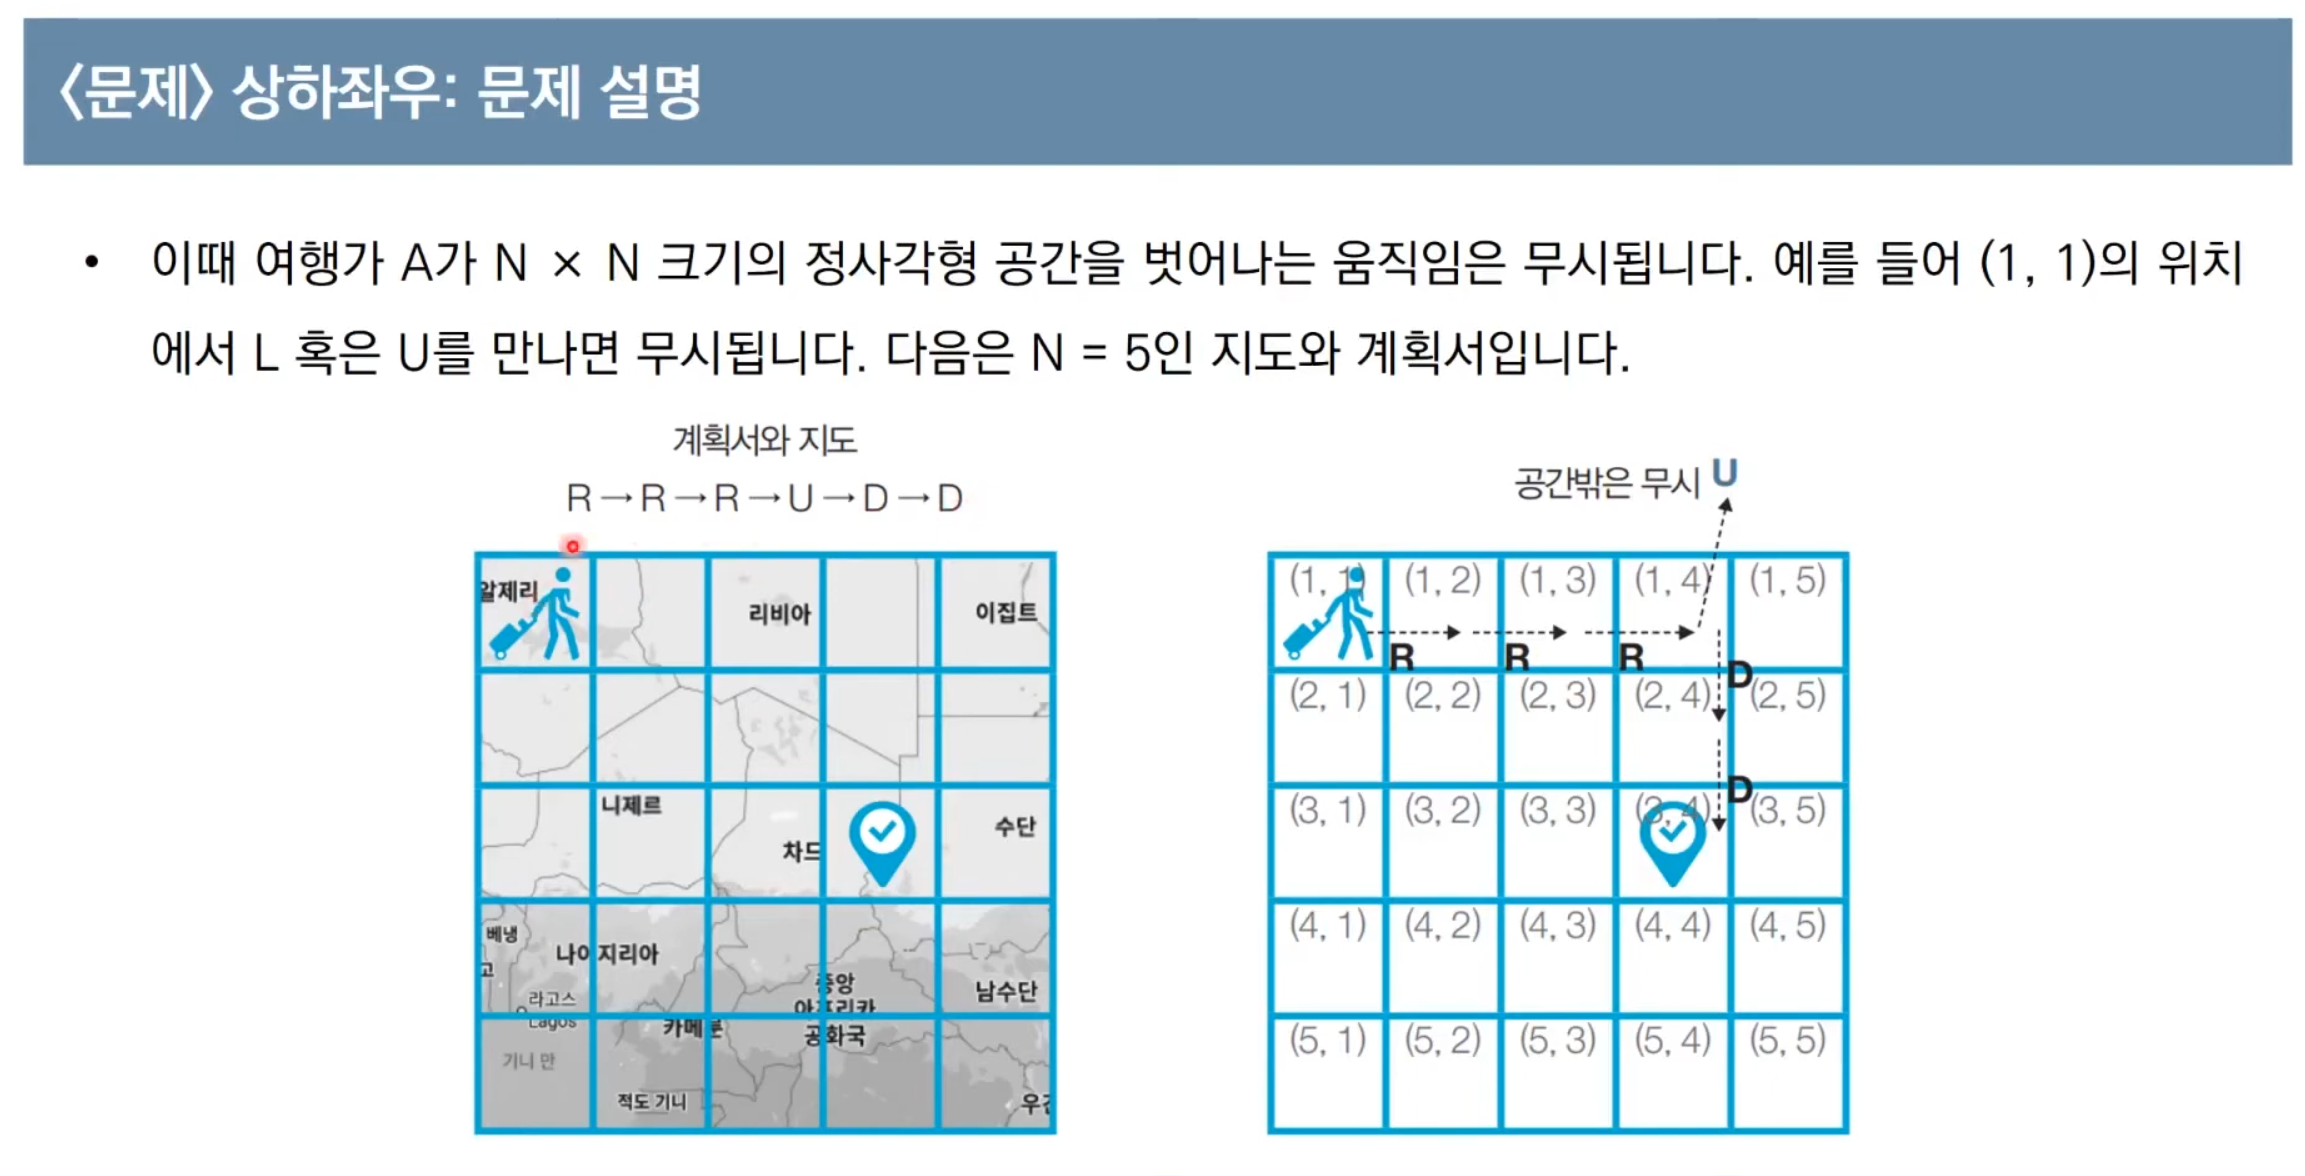 〈문제〉 상하좌우: 문제 설명
• 이때 여행가 A가 N × N 크기의 정사각형 공간을 벗어나는 움직임은 무시됩니다. 예를 들어 (1, 1)의 위치
에서 L 혹은 U를 만나면 무시됩니다. 다음은 N = 5인 지도와 계획서입니다.
계획서와 지도
R→R→R→U→D→D
알제리
리비아
이집트
니제르
차드
수단
베냉
나이지리아
고
라고스
Lagos
중앙
아프리카
공화국
남수단
카메룬
기니 만
적도 기니
공간밖은 무시 U
(1, 1) (1, 2) (1, 3) (1, 4) (1, 5)
R R R D
(2, 1) (2, 2) (2, 3) (2, 4) (2, 5)
D
(3, 1) (3, 2) (3, 3) (3, 4) (3, 5)
(4, 1) (4, 2) (4, 3) (4, 4) (4, 5)
(5, 1) (5, 2) (5, 3) (5, 4) (5, 5)